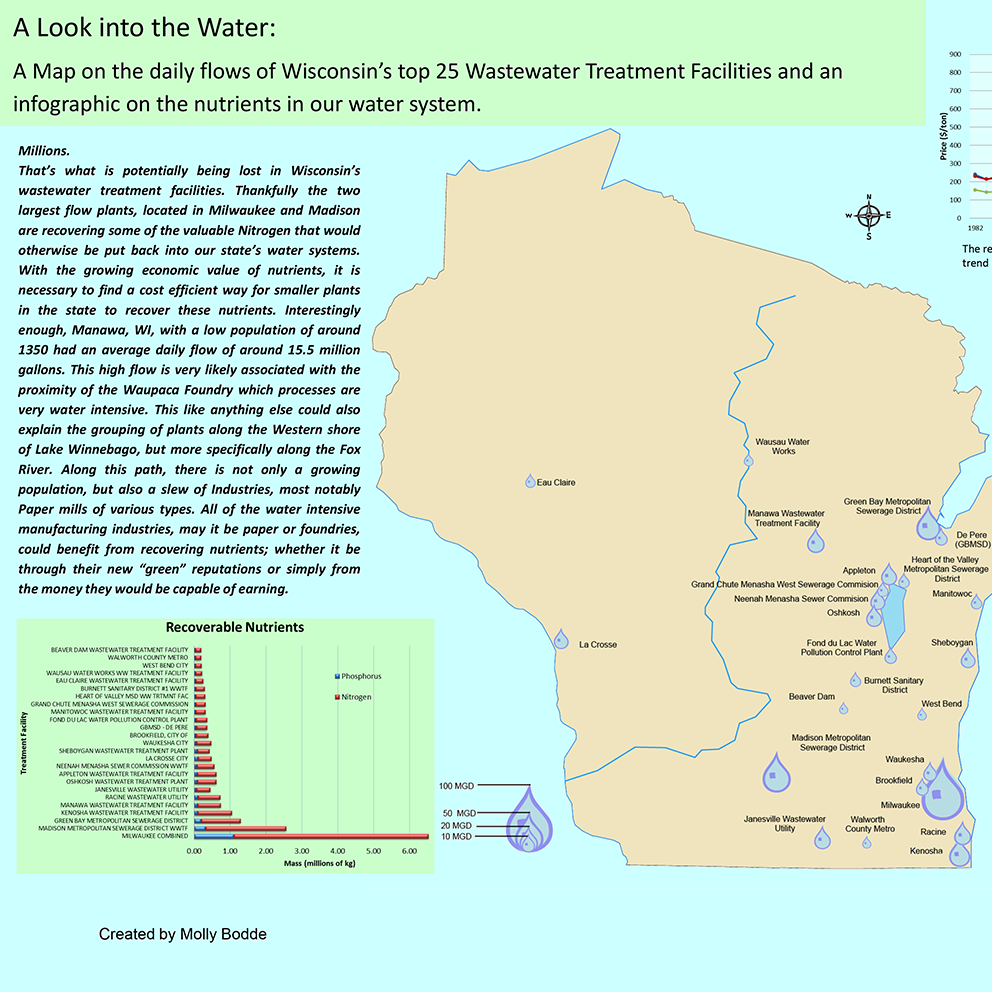 A Look into the Water:
A Map on the daily flows of Wisconsin's top 25 Wastewater Treatment Facilities and an
infographic on the nutrients in our water system.
Millions.
That's what is potentially being lost in Wisconsin's
wastewater treatment facilities. Thankfully the two
largest flow plants, located in Milwaukee and Madison
are recovering some of the valuable Nitrogen that would
otherwise be put back into our state's water systems.
With the growing economic value of nutrients, it is
necessary to find a cost efficient way for smaller plants
in the state to recover these nutrients. Interestingly
enough, Manawa, WI, with a low population of around
1350 had an average daily flow of around 15.5 million
gallons. This high flow is very likely associated with the
proximity of the Waupaca Foundry which processes are
very water intensive. This like anything else could also
explain the grouping of plants along the Western shore
of Lake Winnebago, but more specifically along the Fox
River. Along this path, there is not only a growing
population, but also a slew of Industries, most notably
Paper mills of various types. All of the water intensive
manufacturing industries, may it be paper or foundries,
could benefit from recovering nutrients; whether it be
through their new “green” reputations or simply from
the money they would be capable of earning.
Recoverable Nutrients
Treatment Facility
BEAVER DAM WASTEWATER TREATMENT FACILITY
WALWORTH COUNTY METRO
WEST BEND CITY
WAUSAU WATER WORKS WW TREATMENT FACILITY
EAU CLAIRE WASTEWATER TREATMENT FACILITY
BURNETT SANITARY DISTRICT #1 WWTF
HEART OF VALLEY MSD WW TRTMNT FAC
GRAND CHUTE MENASHA WEST SEWERAGE COMMISSION
MANITOWOC WASTEWATER TREATMENT FACILITY
FOND DU LAC WATER POLLUTION CONTROL PLANT
GBMSD - DE PERE
BROOKFIELD, CITY OF
WAUKESHA CITY
SHEBOYGAN WASTEWATER TREATMENT PLANT
LA CROSSE CITY
NEENAH MENASHA SEWER COMMISSION WWTF
APPLETON WASTEWATER TREATMENT FACILITY
OSHKOSH WASTEWATER TREATMENT PLANT
JANESVILLE WASTEWATER UTILITY
RACINE WASTEWATER UTILITY
MANAWA WASTEWATER TREATMENT FACILITY
KENOSHA WASTEWATER TREATMENT FACILITY
GREEN BAY METROPOLITAN SEWERAGE DISTRICT
MADISON METROPOLITAN SEWERAGE DISTRICT WWTF
MILWAUKEE COMBINED
Phosphorus
Nitrogen
0.00 1.00 2.00 3.00 4.00 5.00 6.00
Mass (millions of kg)
Created by Molly Bodde
100 MGD
50 MGD
20 MGD
10 MGD
N
W E
S
Wausau Water
Works
Eau Claire
Manawa Wastewater
Treatment Facility
Green Bay Metropolitan
Sewerage District
De Pere
(GBMSD)
Appleton
Heart of the Valley
Metropolitan Sewerage
District
Grand Chute Menasha West Sewerage Commision
Neenah Menasha Sewer Commision
Manitowoc
Oshkosh
La Crosse
Fond du Lac Water
Pollution Control Plant
Sheboygan
Burnett Sanitary
District
Beaver Dam
West Bend
Madison Metropolitan
Sewerage District
Waukesha
Brookfield
Milwaukee
Janesville Wastewater
Utility
Walworth
County Metro
Racine
Kenosha
Price ($/ton)
900
800
700
600
500
400
300
200
100
0
1982
The re
trend